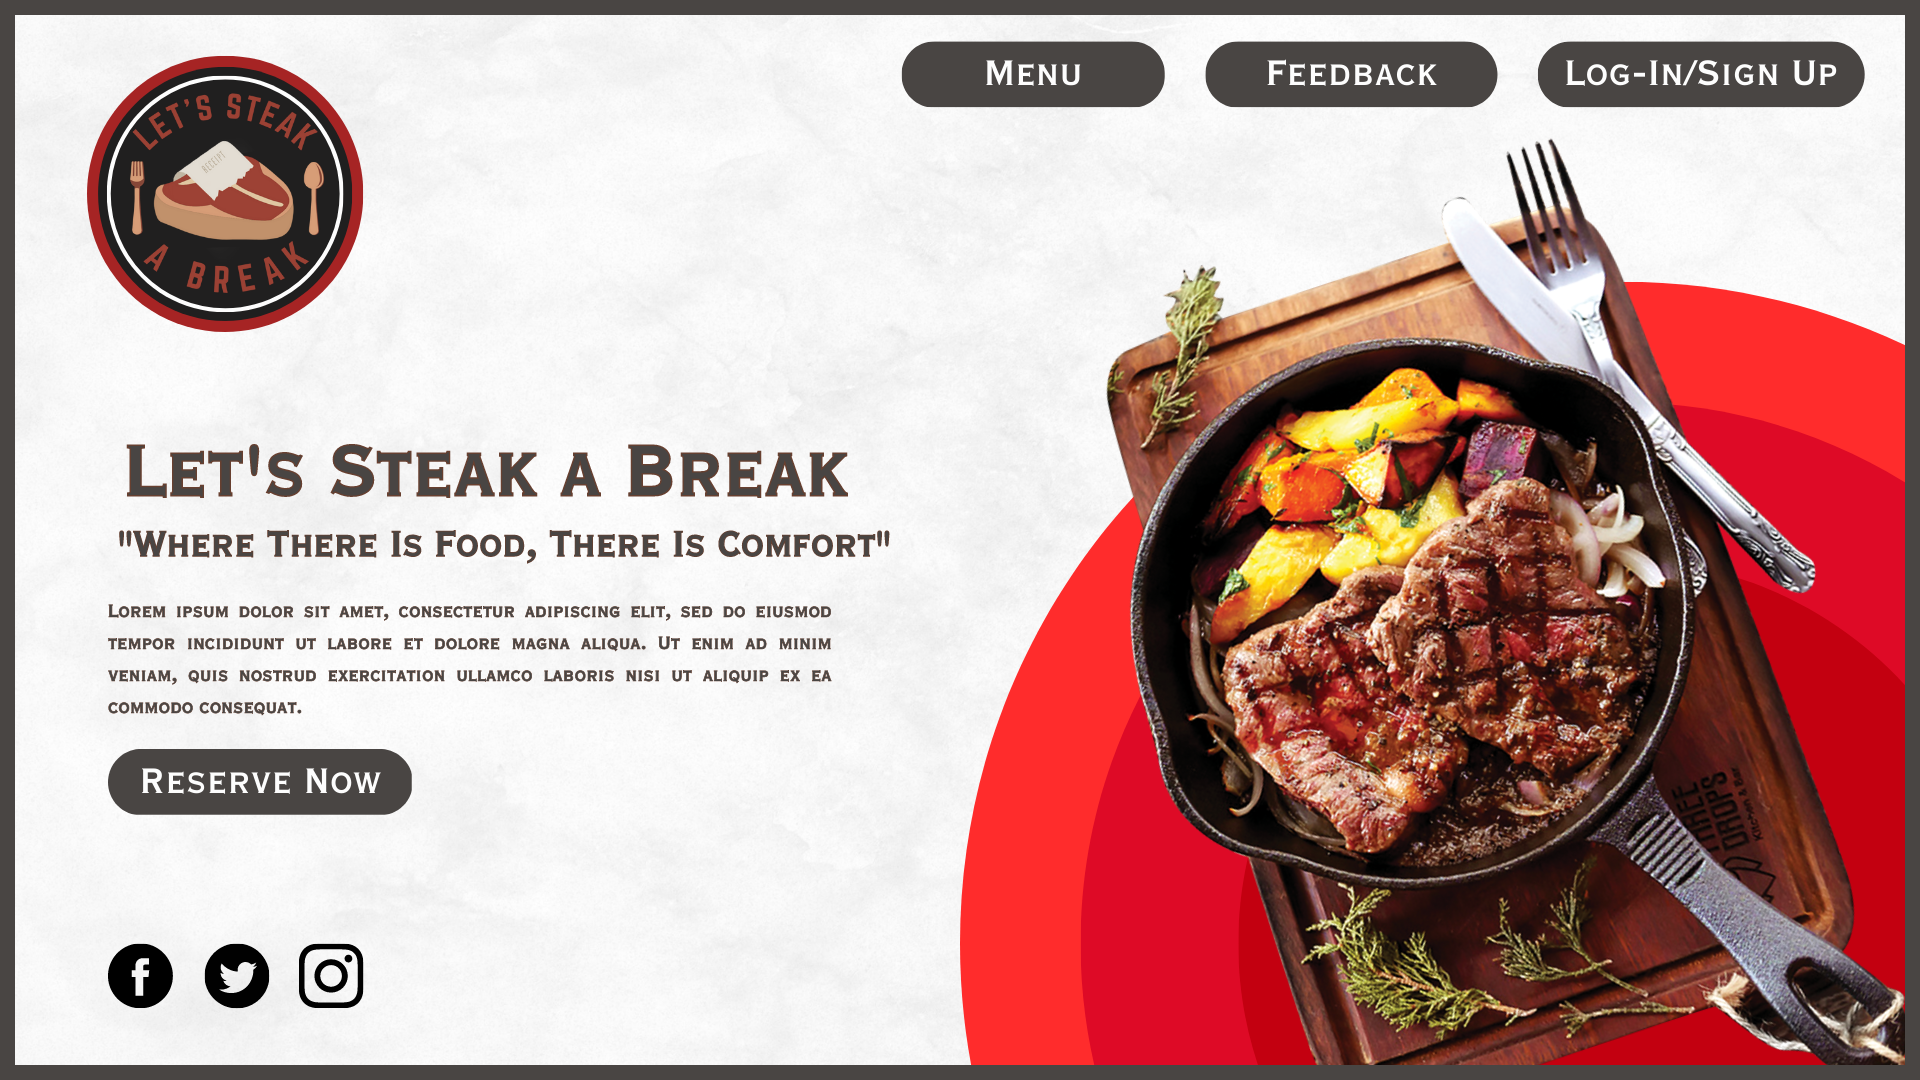 Menu
Feedback
Log-In/Sign Up
LET'S STEAK
RECEIPT
A BREAK
Let's Steak a Break
"Where There Is Food, There Is Comfort"
Lorem ipsum dolor sit amet, consectetur adipiscing elit, sed do eiusmod
tempor incididunt ut labore et dolore magna aliqua. Ut enim ad minim
veniam, quis nostrud exercitation ullamco laboris nisi ut aliquip ex ea
commodo consequat.
Reserve Now
THREE
DROPS
Kitchen & Bar